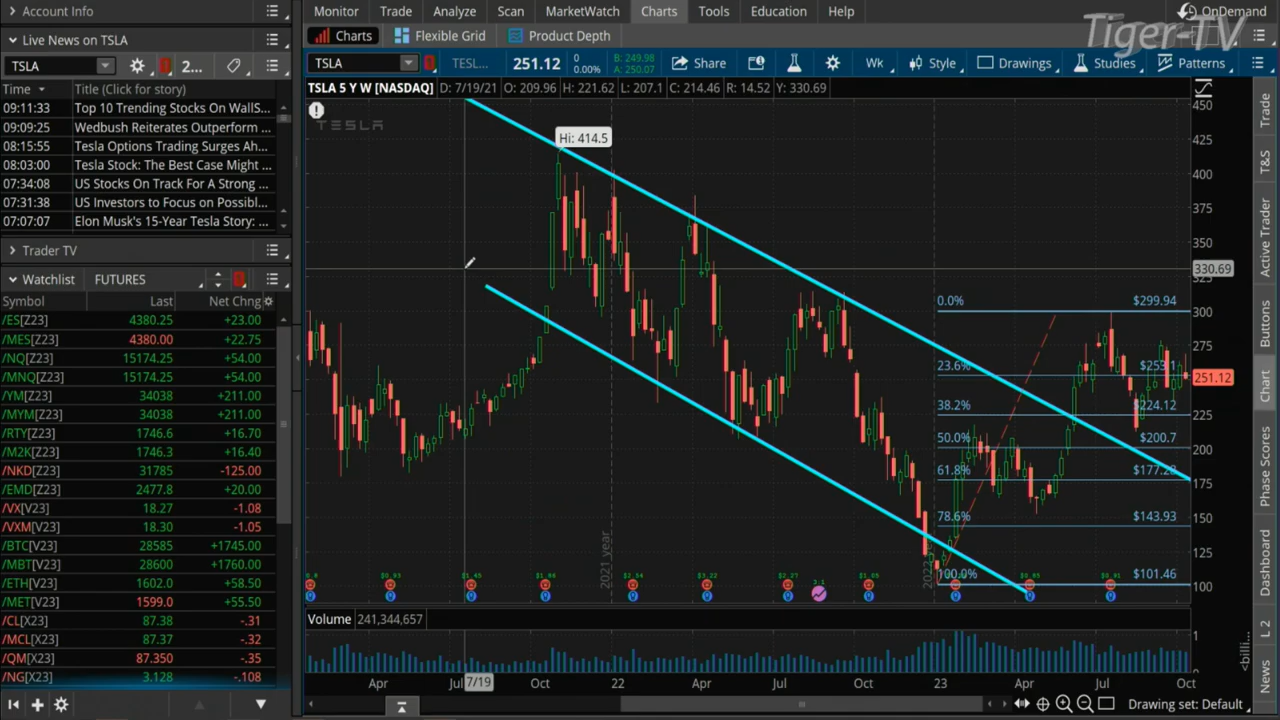 Account Info
Monitor Trade Analyze Scan MarketWatch Charts Tools Education Help
OnDemand
Tiger-TV
Live News on TSLA
Charts Flexible Grid Product Depth
TSLA 2...
TSLA TESL... 251.12 0 0.00% B: 249.98 A: 250.07 Share Wk Style Drawings Studies Patterns
Time Title (Click for story)
TSLA 5 Y W [NASDAQ] D: 7/19/21 O: 209.96 H: 221.62 L: 207.1 C: 214.46 R: 14.52 Y: 330.69
09:11:33 Top 10 Trending Stocks On WallS...
09:09:25 Wedbush Reiterates Outperform ...
08:15:55 Tesla Options Trading Surges Ah...
08:03:00 Tesla Stock: The Best Case Might ...
07:34:08 US Stocks On Track For A Strong ...
07:31:38 US Investors to Focus on Possibl...
07:07:07 Elon Musk's 15-Year Tesla Story: ...
Trader TV
Watchlist FUTURES
Symbol Last Net Chng
/ES[Z23] 4380.25 +23.00
/MES[Z23] 4380.00 +22.75
/NQ[Z23] 15174.25 +54.00
/MNQ[Z23] 15174.25 +54.00
/YM[Z23] 34038 +211.00
/MYM[Z23] 34038 +211.00
/RTY[Z23] 1746.6 +16.70
/M2K[Z23] 1746.3 +16.40
/NKD[Z23] 31785 -125.00
/EMD[Z23] 2477.8 +20.00
/VX[V23] 18.27 -1.08
/VXM[V23] 18.30 -1.05
/BTC[V23] 28585 +1745.00
/MBT[V23] 28600 +1760.00
/ETH[V23] 1602.0 +58.50
/MET[V23] 1599.0 +55.50
/CL[X23] 87.38 -.31
/MCL[X23] 87.37 -.32
/QM[X23] 87.350 -.35
/NG[X23] 3.128 -.108
TESLA
Hi: 414.5
450
425
400
375
350
330.69
300
275
251.12
225
200
175
150
125
100
0.0% $299.94
23.6% $253.1
38.2% $224.12
50.0% $200.7
61.8% $177.28
78.6% $143.93
100.0% $101.46
2021 year
Volume 241,344,657
1
<billi...
Apr Jul 7/19 Oct 22 Apr Jul Oct 23 Apr Jul Oct
Drawing set: Default
Trade
T&S
Active Trader
Buttons
Chart
Phase Scores
Dashboard
L 2
News